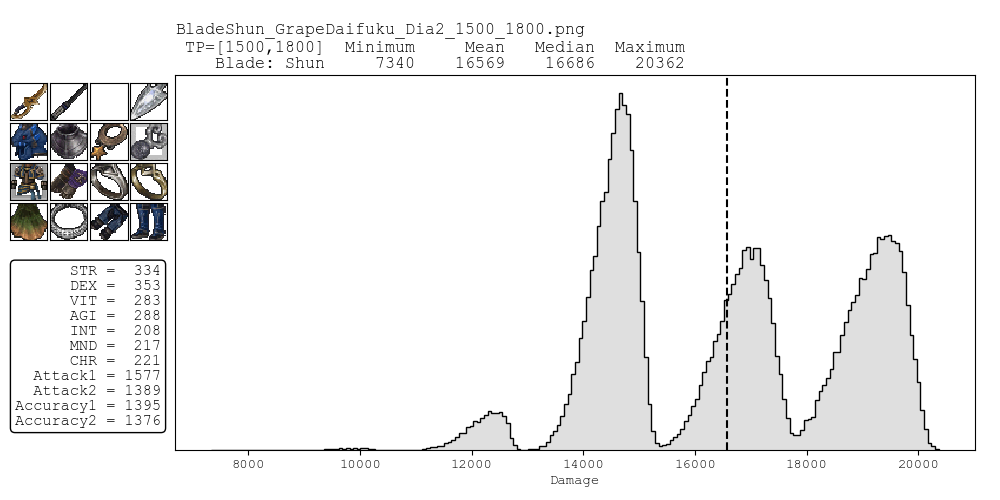 BladeShun_GrapeDaifuku_Dia2_1500_1800.png
TP=[1500,1800] Minimum Mean Median Maximum
Blade: Shun 7340 16569 16686 20362
STR = 334
DEX = 353
VIT = 283
AGI = 288
INT = 208
MND = 217
CHR = 221
Attack1 = 1577
Attack2 = 1389
Accuracy1 = 1395
Accuracy2 = 1376
8000 10000 12000 14000 16000 18000 20000
Damage